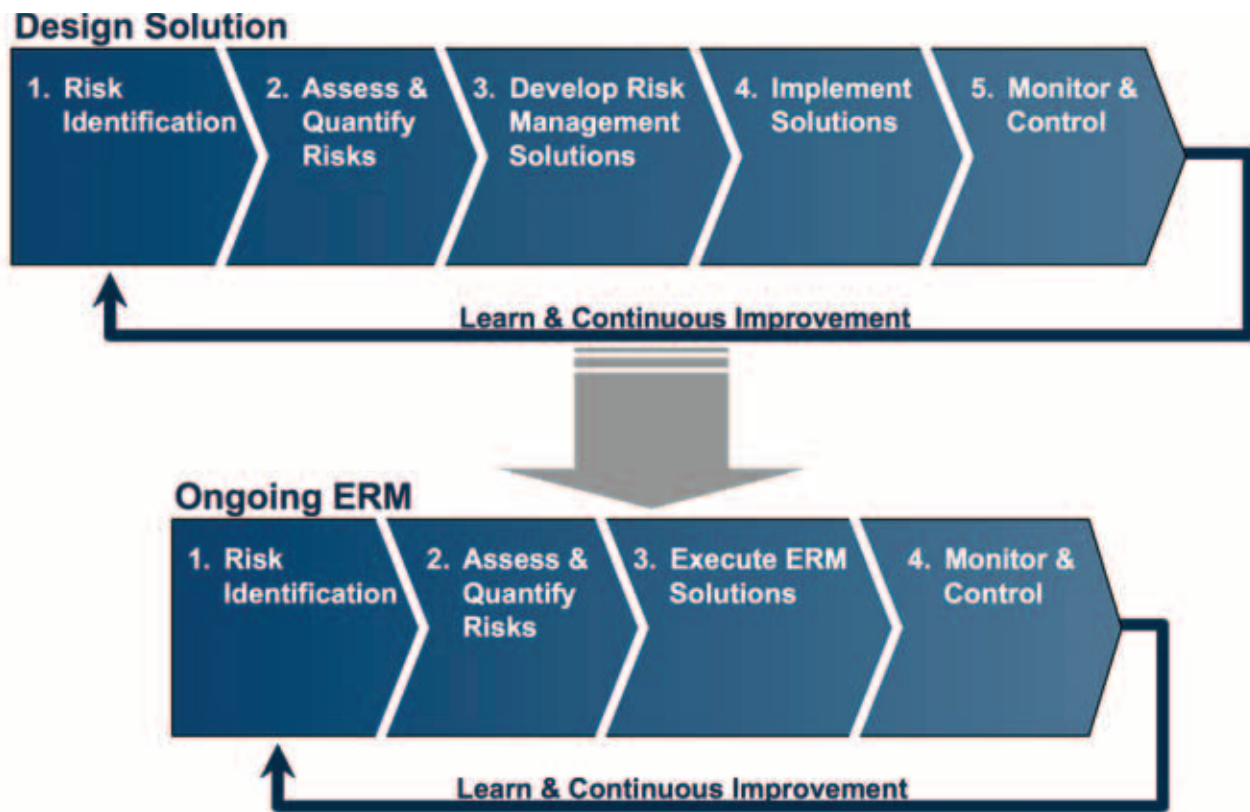 Design Solution
1. Risk
Identification
2. Assess &
Quantify
Risks
3. Develop Risk
Management
Solutions
4. Implement
Solutions
5. Monitor &
Control
Learn & Continuous Improvement
Ongoing ERM
1. Risk
Identification
2. Assess &
Quantify
Risks
3. Execute ERM
Solutions
4. Monitor &
Control
Learn & Continuous Improvement